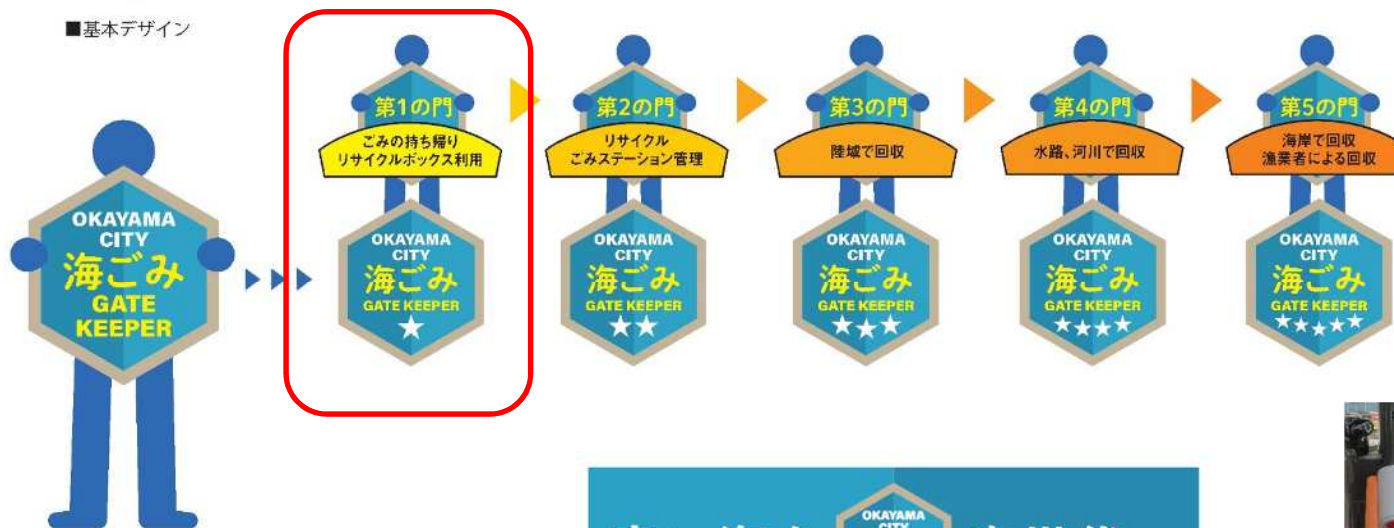 ■基本デザイン
OKAYAMA
CITY
海ごみ
GATE
KEEPER
第1の門
ごみの持ち帰り
リサイクルボックス利用
OKAYAMA
CITY
海ごみ
GATE KEEPER
第2の門
リサイクル
ごみステーション管理
OKAYAMA
CITY
海ごみ
GATE KEEPER
第3の門
陸域で回収
OKAYAMA
CITY
海ごみ
GATE KEEPER
第4の門
水路、河川で回収
OKAYAMA
CITY
海ごみ
GATE KEEPER
第5の門
海岸で回収
漁業者による回収
OKAYAMA
CITY
海ごみ
GATE KEEPER
OKAYAMA
CITY